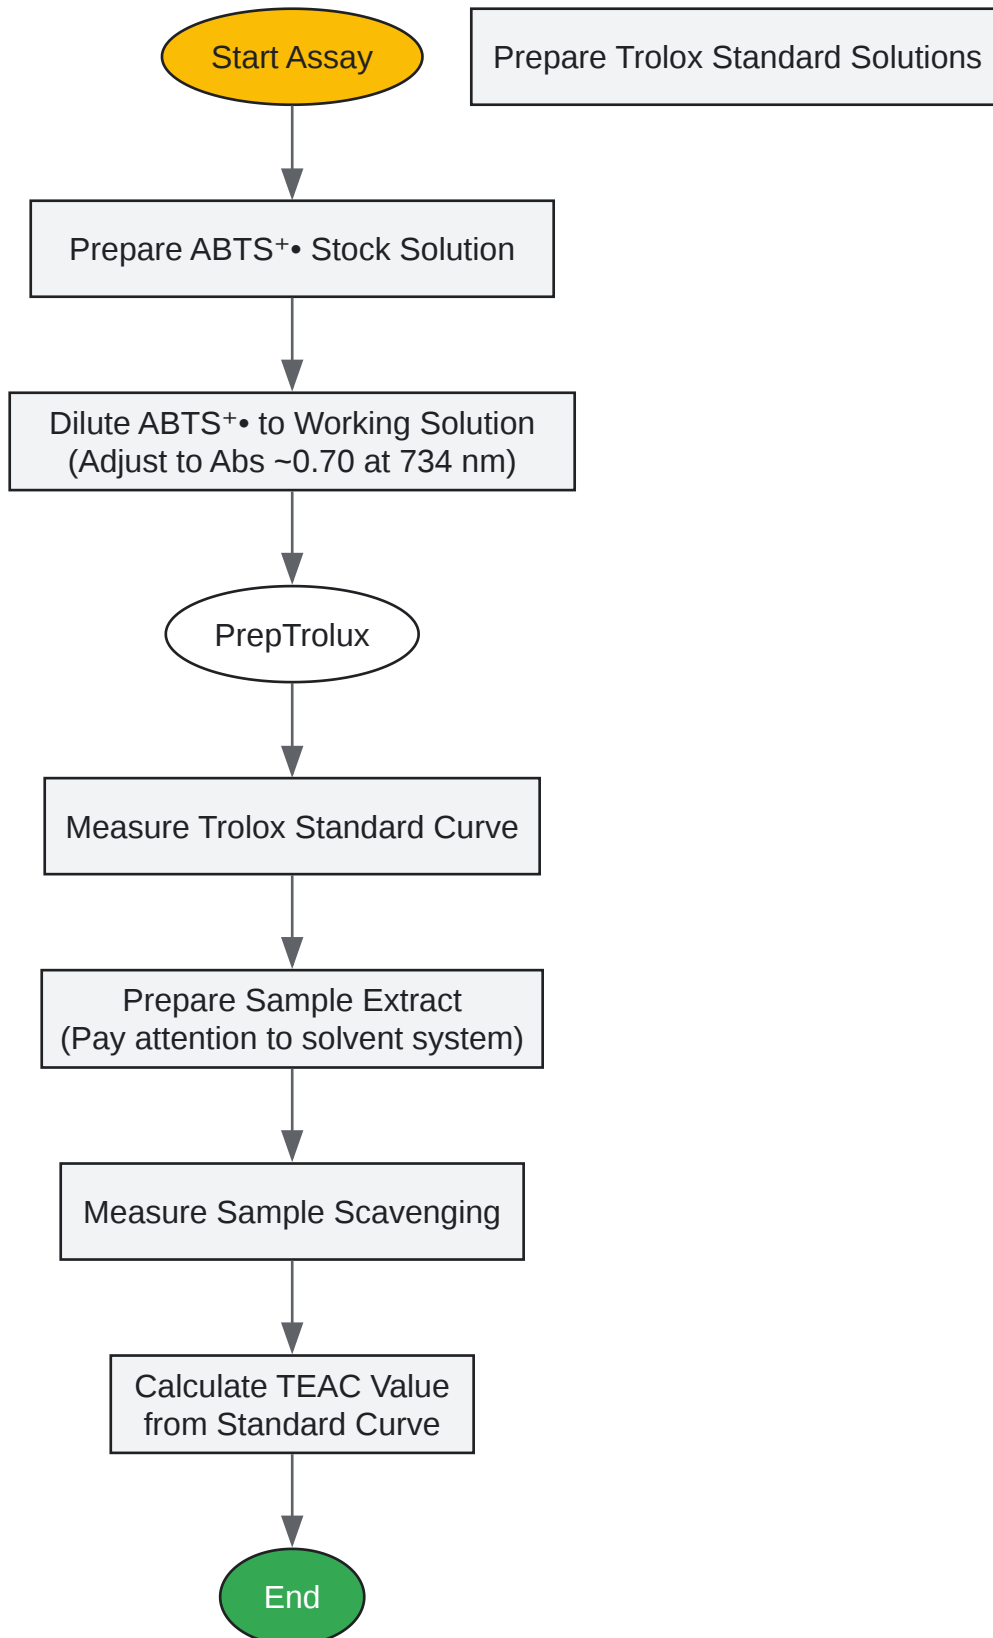 Start Assay
Prepare Trolox Standard Solutions
Prepare ABTS⁺• Stock Solution
Dilute ABTS⁺• to Working Solution
(Adjust to Abs ~0.70 at 734 nm)
PrepTrolux
Measure Trolox Standard Curve
Prepare Sample Extract
(Pay attention to solvent system)
Measure Sample Scavenging
Calculate TEAC Value
from Standard Curve
End